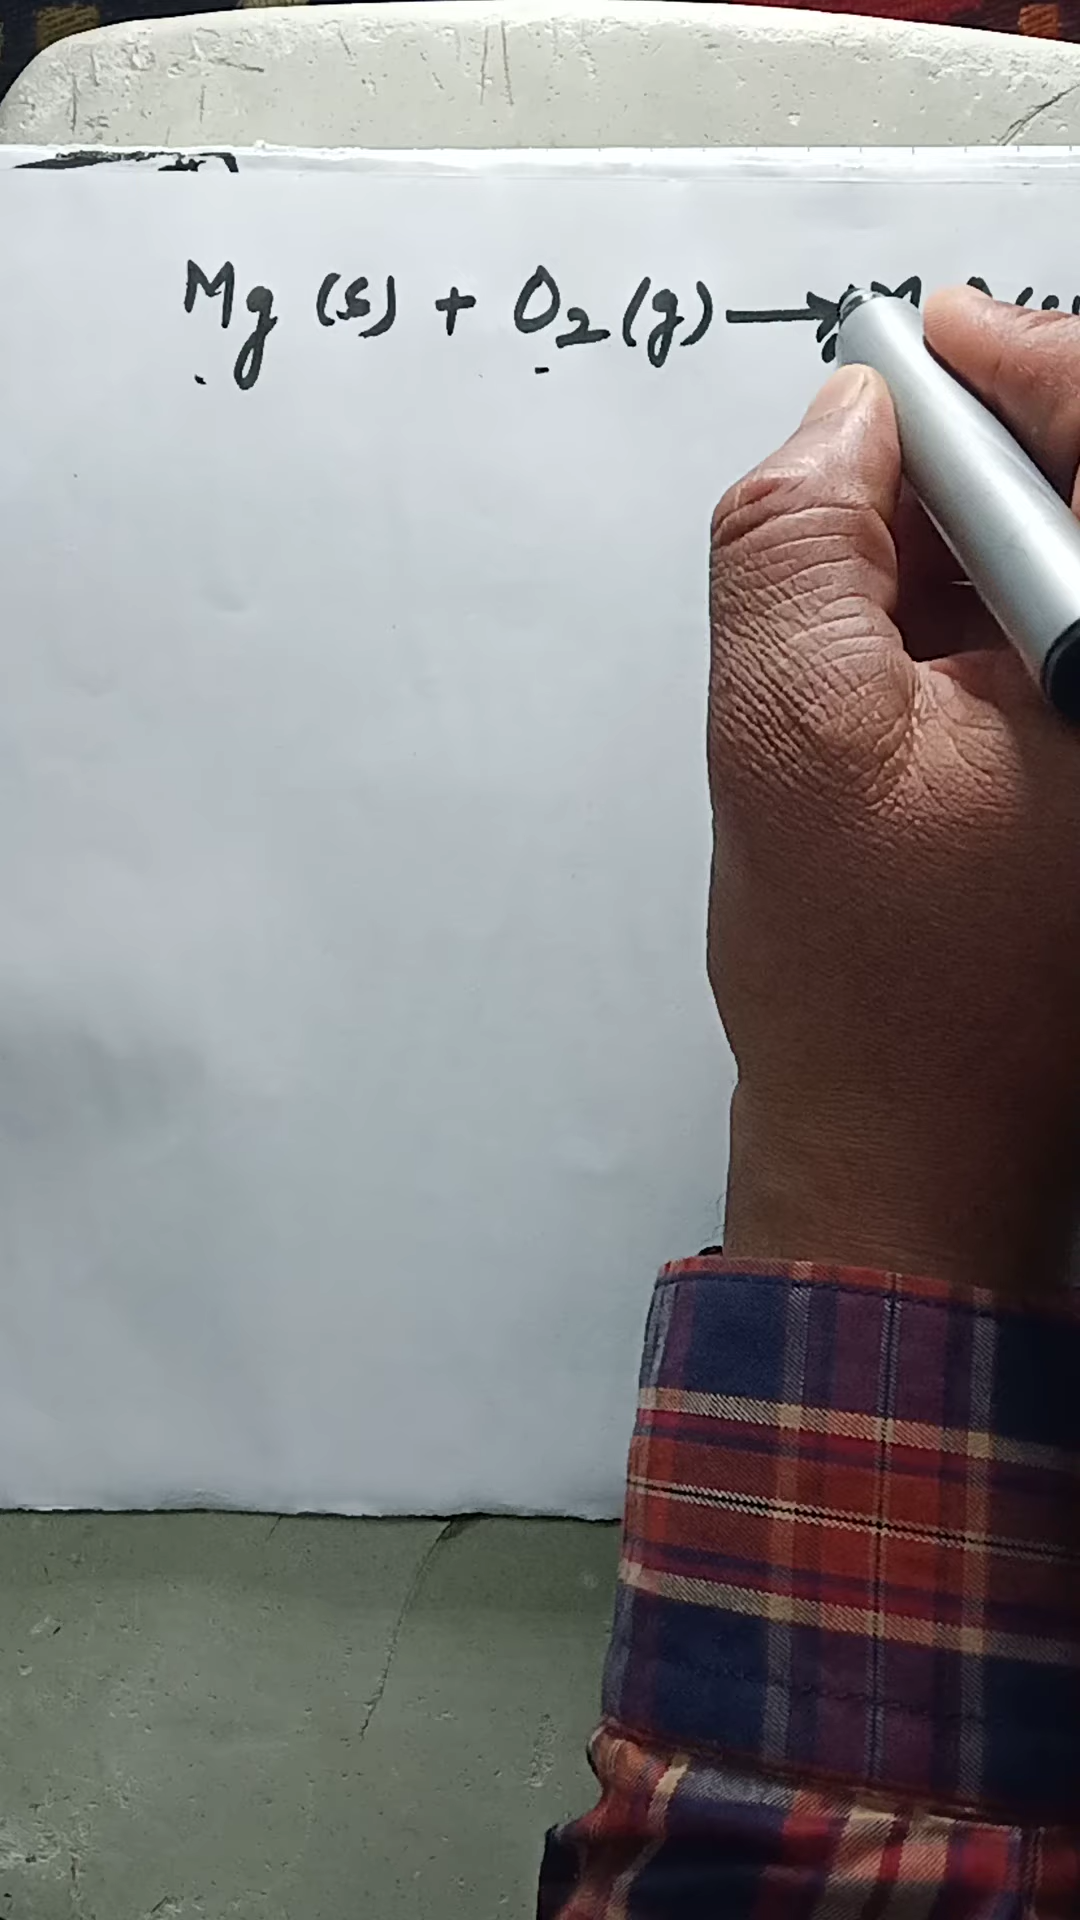 Mg (s) + O₂ (g) →